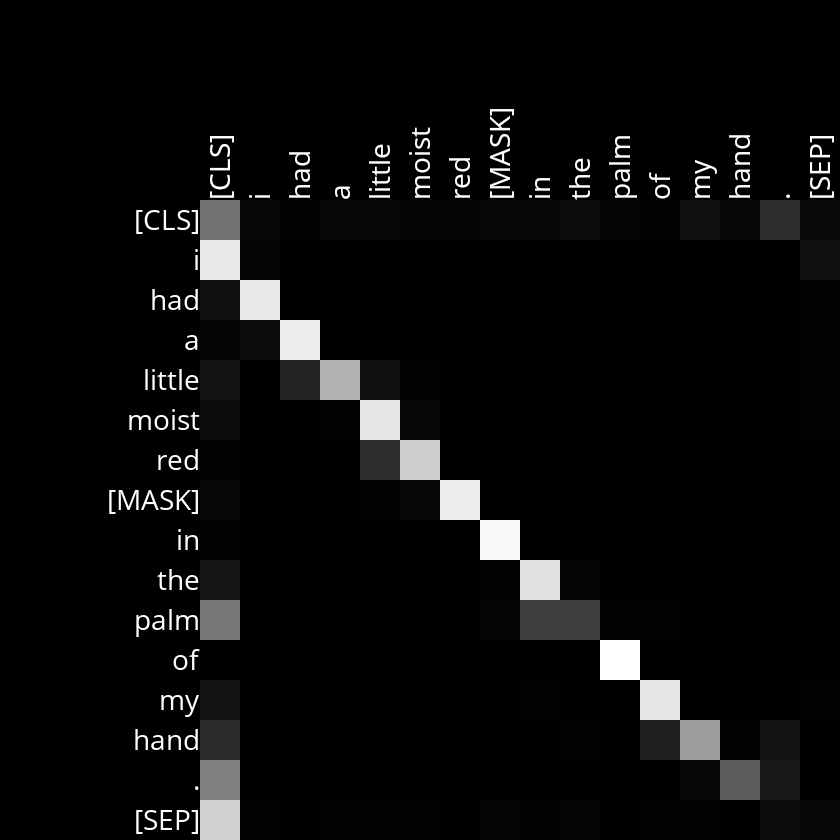 [CLS] i had a little moist red [MASK] in the palm of my hand . [SEP]
[CLS]
i
had
a
little
moist
red
[MASK]
in
the
palm
of
my
hand
.
[SEP]